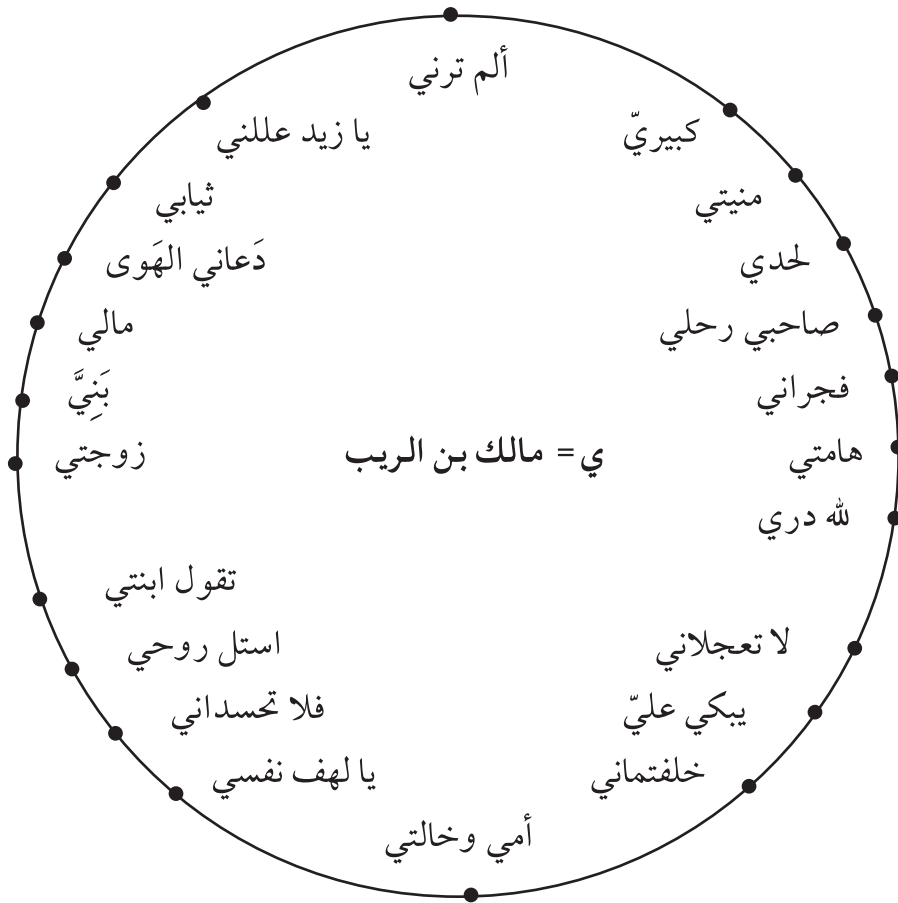 ألم ترني
كبيريّ
يا زيد عللني
منيتي
ثيابي
لحدي
دَعاني الهَوى
صاحبي رحلي
مالي
فجراني
بَنِيَّ
هامتي
ي = مالك بن الريب
زوجتي
لله دري
تقول ابنتي
لا تعجلاني
استل روحي
يبكي عليّ
فلا تحسداني
خلفتماني
يا لهف نفسي
أمي وخالتي